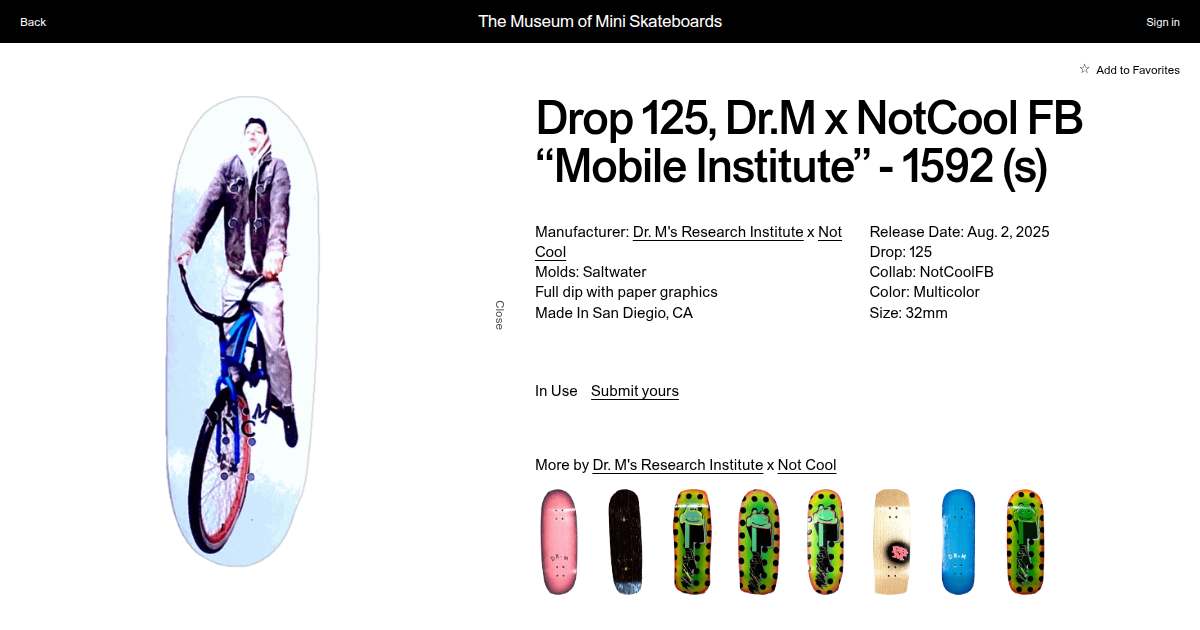 Back
The Museum of Mini Skateboards
Sign in
☆ Add to Favorites
Drop 125, Dr.M x NotCool FB
“Mobile Institute” - 1592 (s)
Manufacturer: Dr. M's Research Institute x Not
Cool
Molds: Saltwater
Full dip with paper graphics
Made In San Diegio, CA
Release Date: Aug. 2, 2025
Drop: 125
Collab: NotCoolFB
Color: Multicolor
Size: 32mm
Close
In Use Submit yours
More by Dr. M's Research Institute x Not Cool
M
NC
DR.M
DR.M